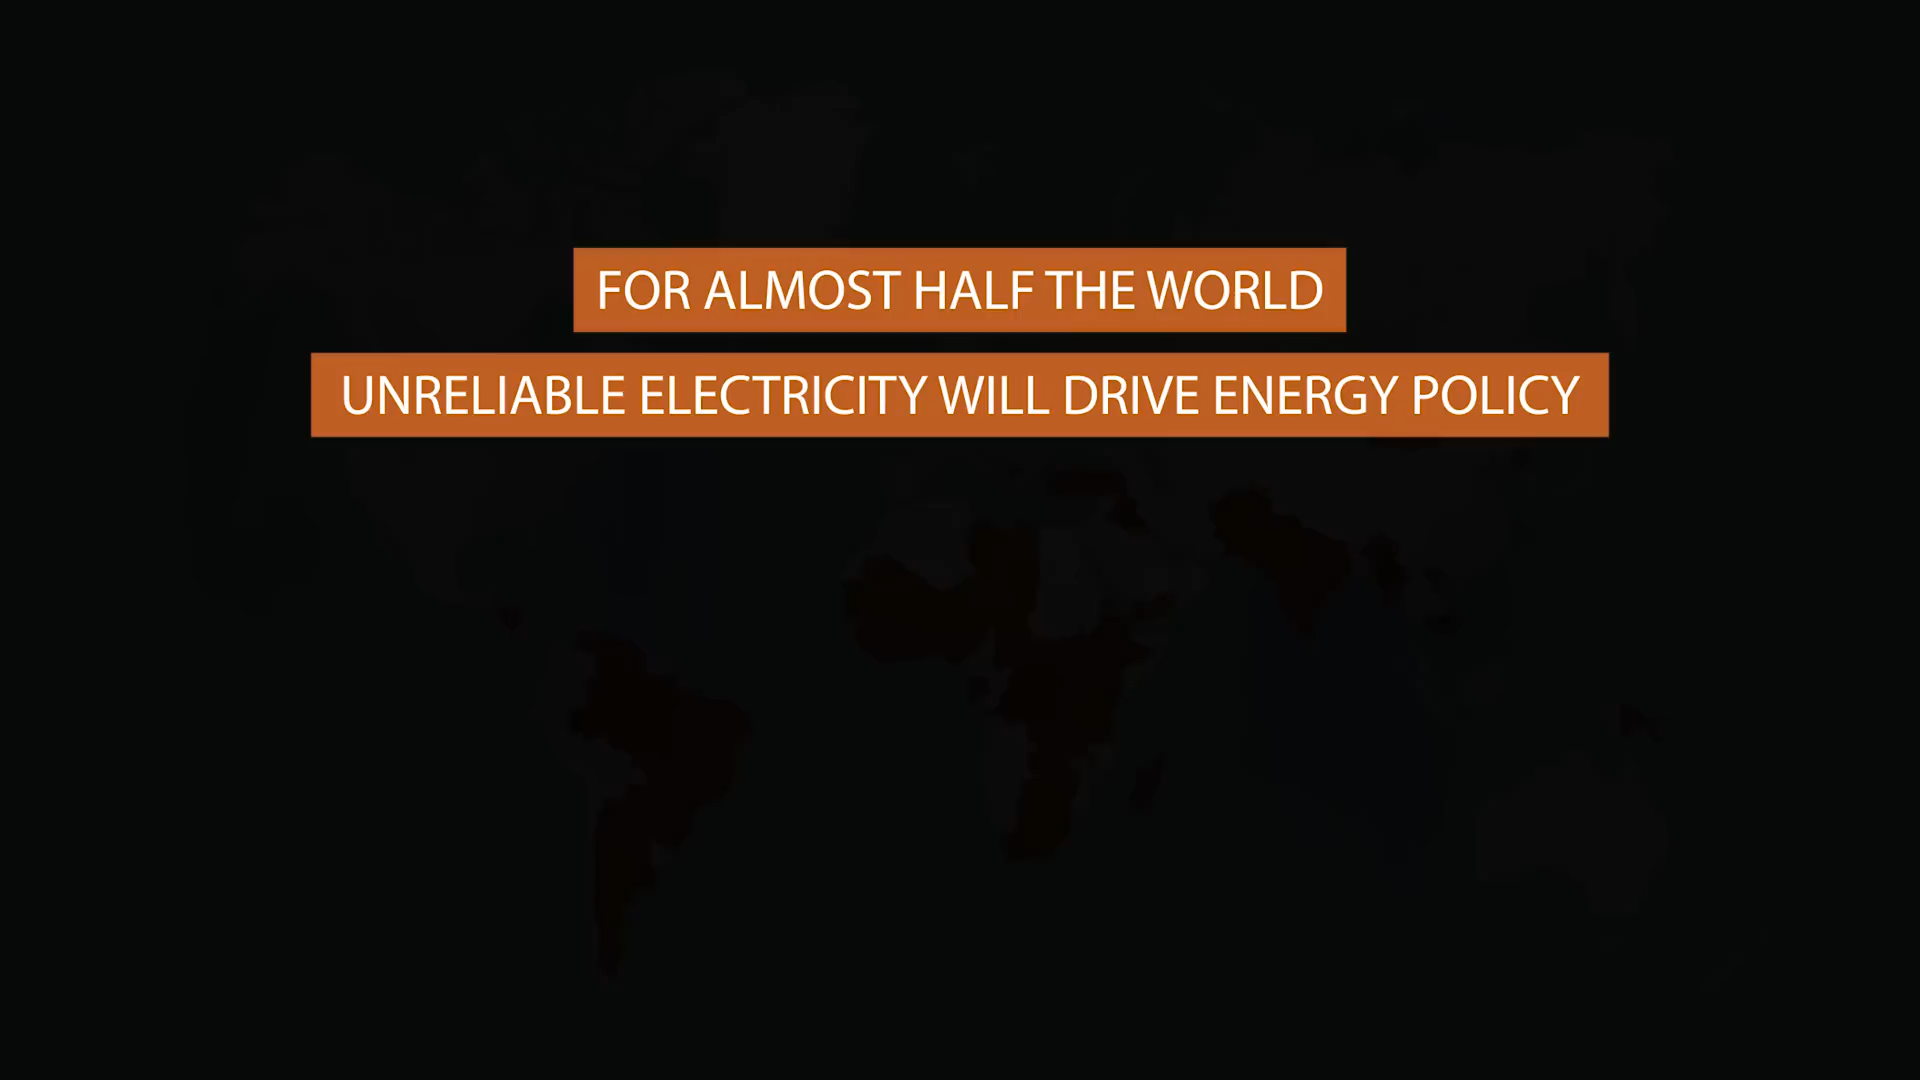 FOR ALMOST HALF THE WORLD
UNRELIABLE ELECTRICITY WILL DRIVE ENERGY POLICY